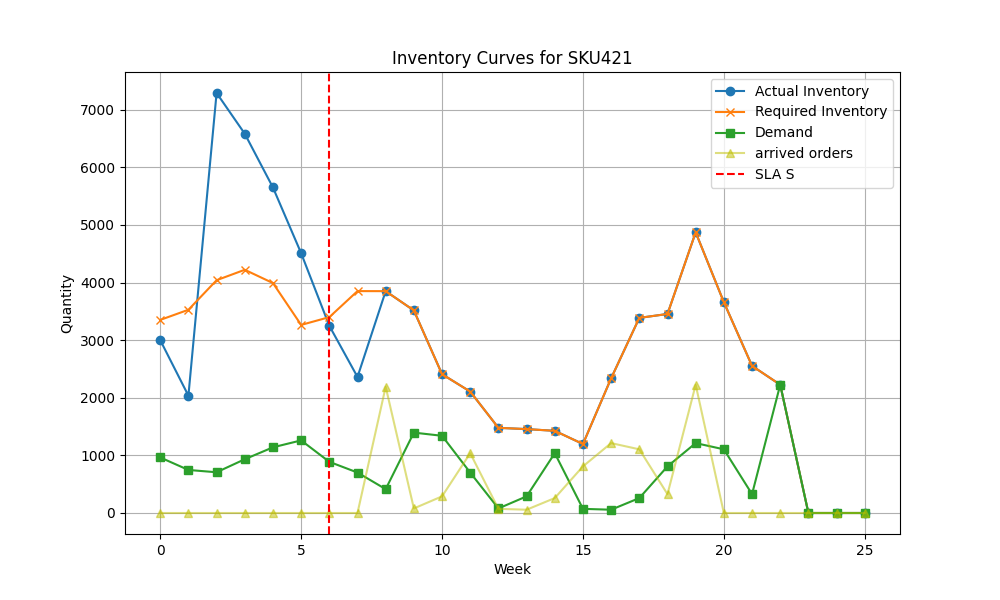 Inventory Curves for SKU421
Actual Inventory
Required Inventory
Demand
arrived orders
SLA S
Quantity
7000
6000
5000
4000
3000
2000
1000
0
0 5 10 15 20 25
Week